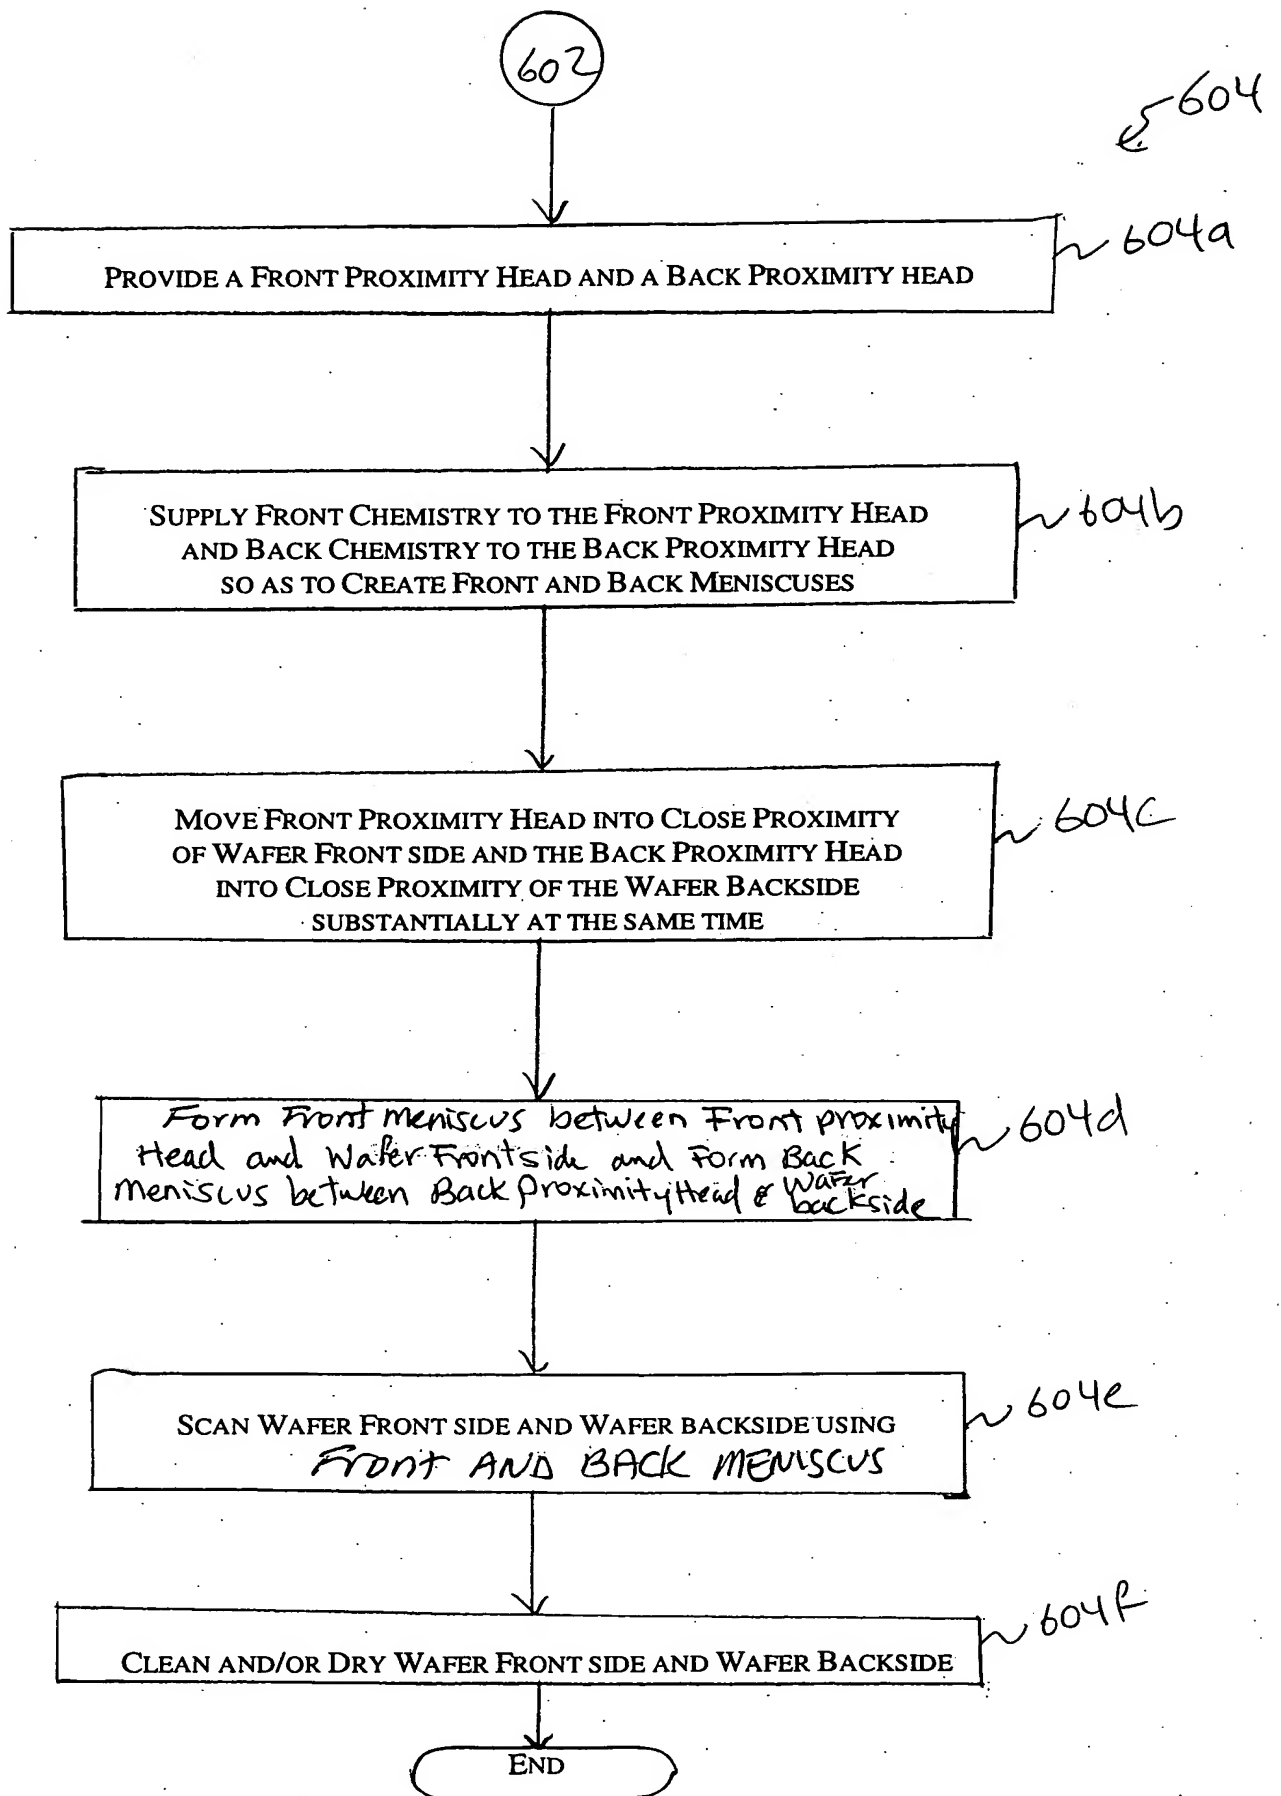 602
604
PROVIDE A FRONT PROXIMITY HEAD AND A BACK PROXIMITY HEAD
604a
SUPPLY FRONT CHEMISTRY TO THE FRONT PROXIMITY HEAD
AND BACK CHEMISTRY TO THE BACK PROXIMITY HEAD
SO AS TO CREATE FRONT AND BACK MENISCUSES
604b
MOVE FRONT PROXIMITY HEAD INTO CLOSE PROXIMITY
OF WAFER FRONT SIDE AND THE BACK PROXIMITY HEAD
INTO CLOSE PROXIMITY OF THE WAFER BACKSIDE
SUBSTANTIALLY AT THE SAME TIME
604c
Form Front meniscus between Front proximity
Head and Wafer Frontside and Form Back
Meniscus between Back Proximity Head & Wafer
backside
604d
SCAN WAFER FRONT SIDE AND WAFER BACKSIDE USING
Front AND BACK MENISCUS
604e
CLEAN AND/OR DRY WAFER FRONT SIDE AND WAFER BACKSIDE
604f
END